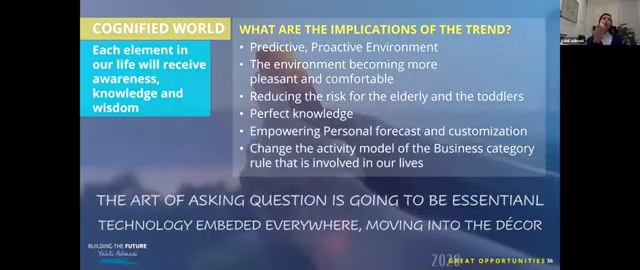 COGNIFIED WORLD
Each element in
our life will receive
awareness,
knowledge and
wisdom
WHAT ARE THE IMPLICATIONS OF THE TREND?
• Predictive, Proactive Environment
• The environment becoming more
pleasant and comfortable
• Reducing the risk for the elderly and the toddlers
• Perfect knowledge
• Empowering Personal forecast and customization
• Change the activity model of the Business category
rule that is involved in our lives
THE ART OF ASKING QUESTION IS GOING TO BE ESSENTIANL
TECHNOLOGY EMBEDED EVERYWHERE, MOVING INTO THE DÉCOR
BUILDING THE FUTURE
GREAT OPPORTUNITIES 36